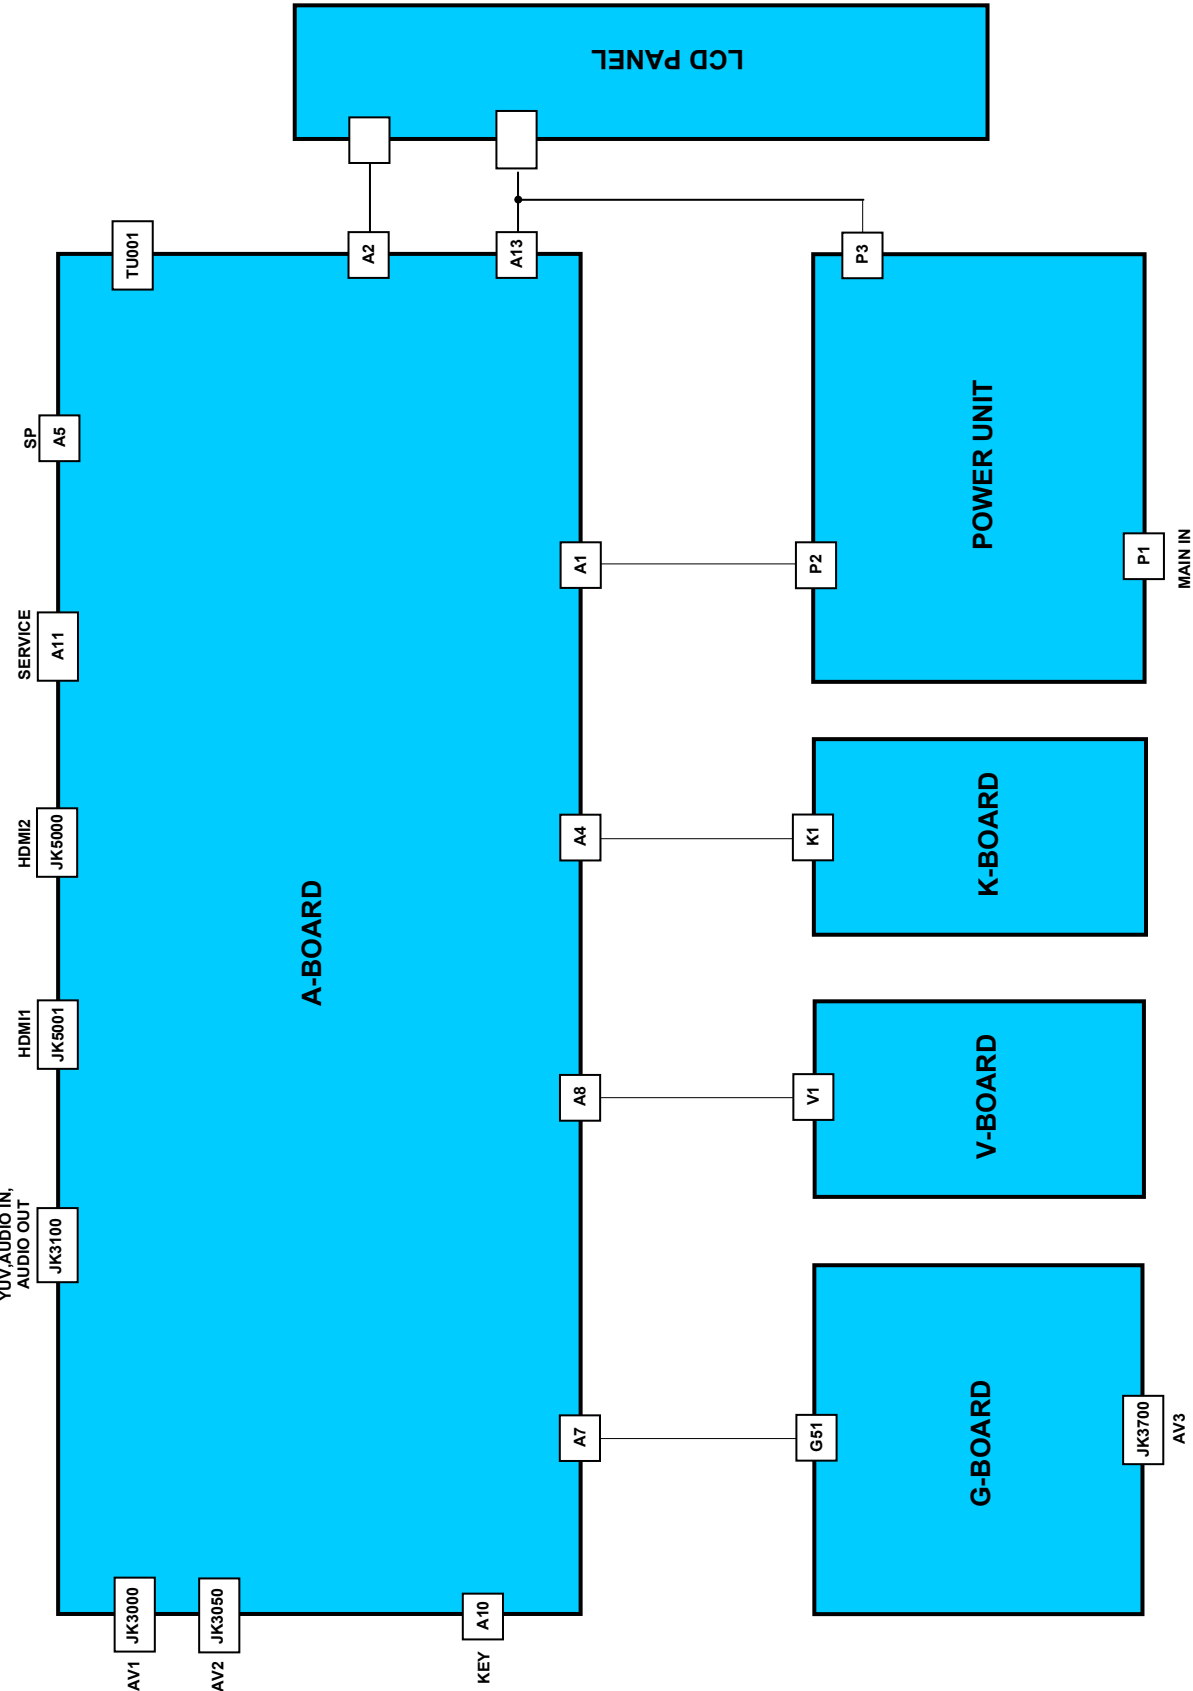 LCD PANEL
TU001
A2
A13
P3
SP
A5
SERVICE
A11
HDMI2
JK5000
HDMI1
JK5001
YUV,AUDIO IN,
AUDIO OUT
JK3100
A-BOARD
A1
P2
POWER UNIT
P1
MAIN IN
A4
K1
K-BOARD
A8
V1
V-BOARD
A7
G51
G-BOARD
JK3700
AV3
JK3000
AV1
JK3050
AV2
A10
KEY